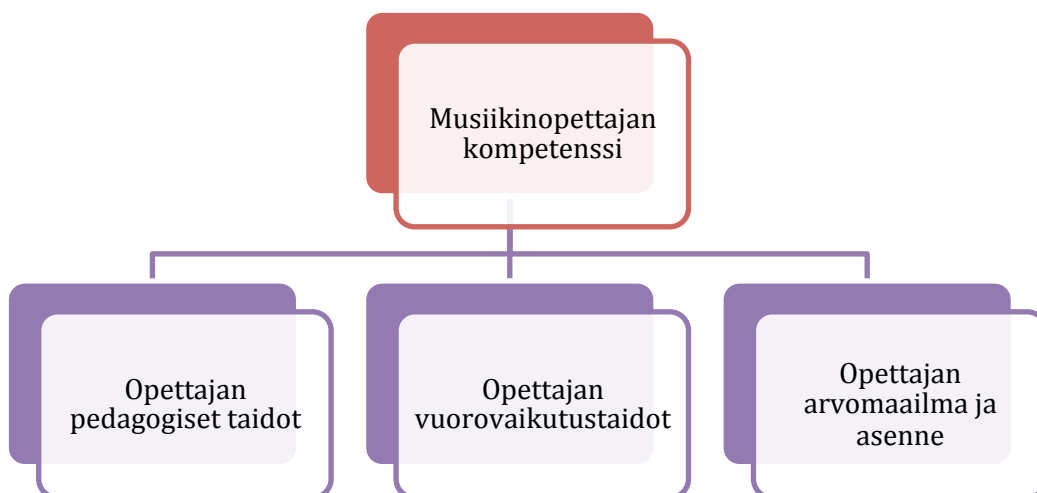 Musiikinopettajan
kompetenssi
Opettajan
pedagogiset taidot
Opettajan
vuorovaikutustaidot
Opettajan
arvomaailma ja
asenne